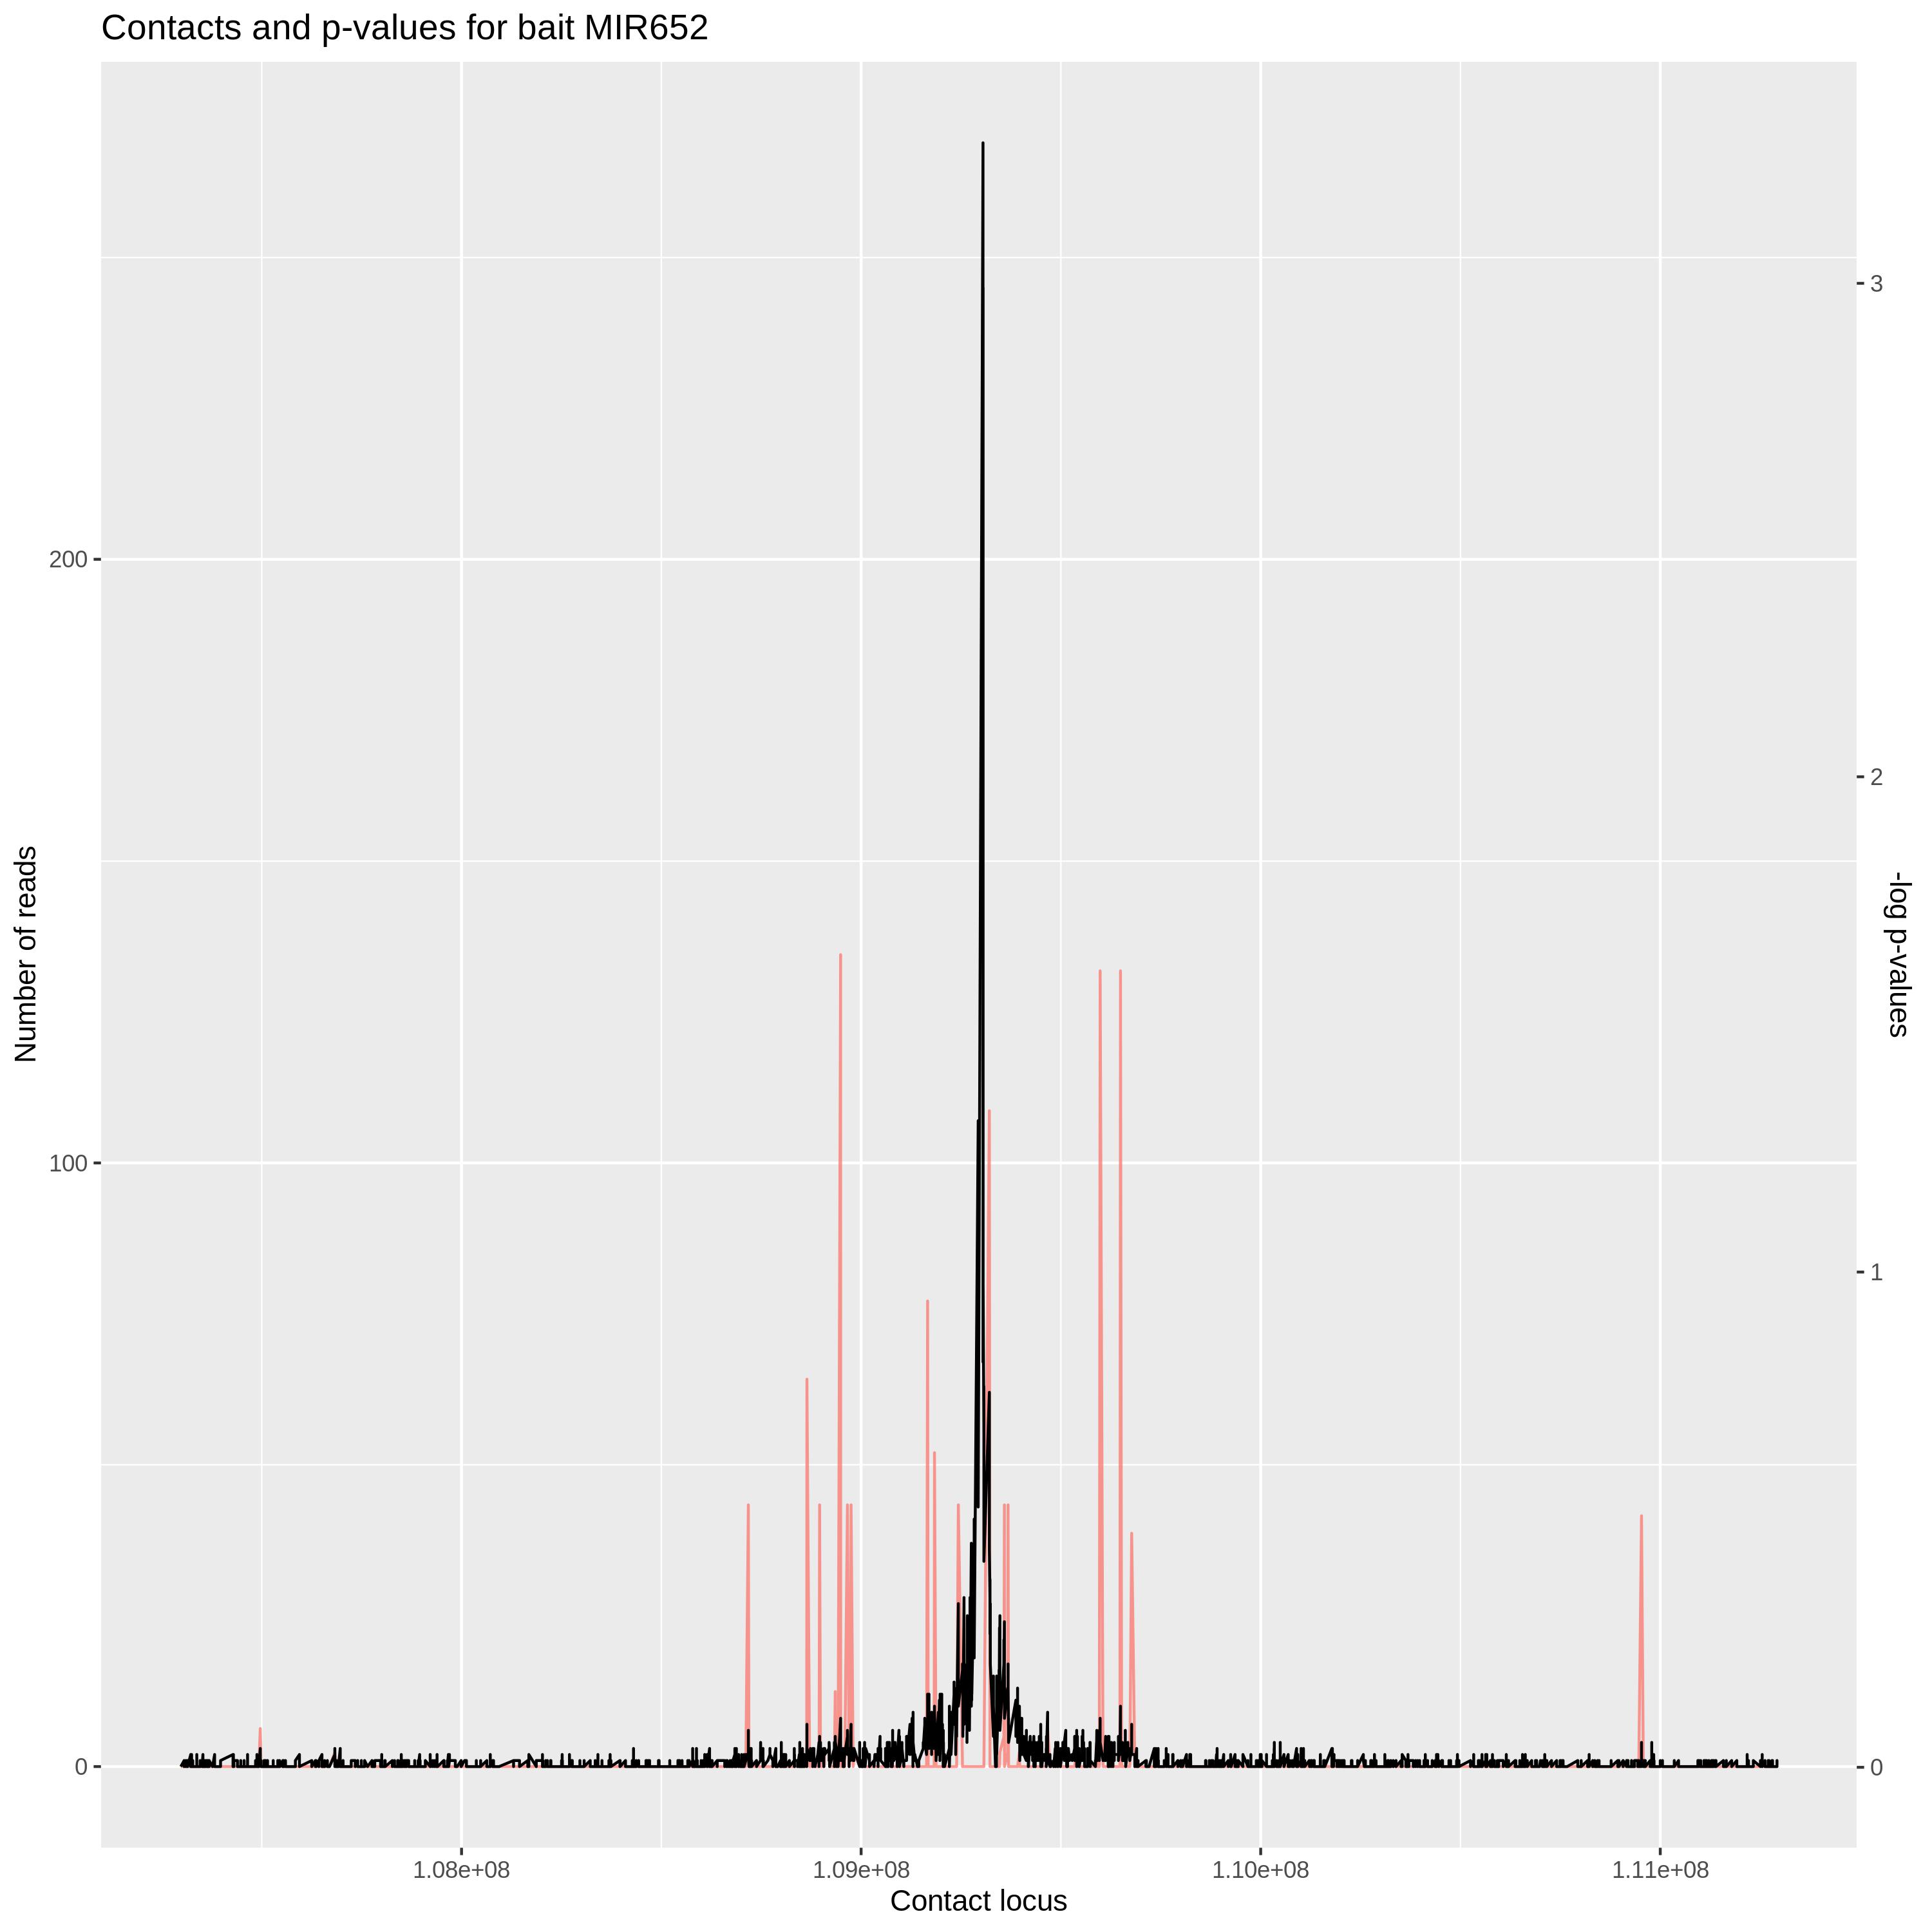 Contacts and p-values for bait MIR652
Number of reads
200
100
0
3
2
1
0
-log p-values
1.08e+08
1.09e+08
1.10e+08
1.11e+08
Contact locus